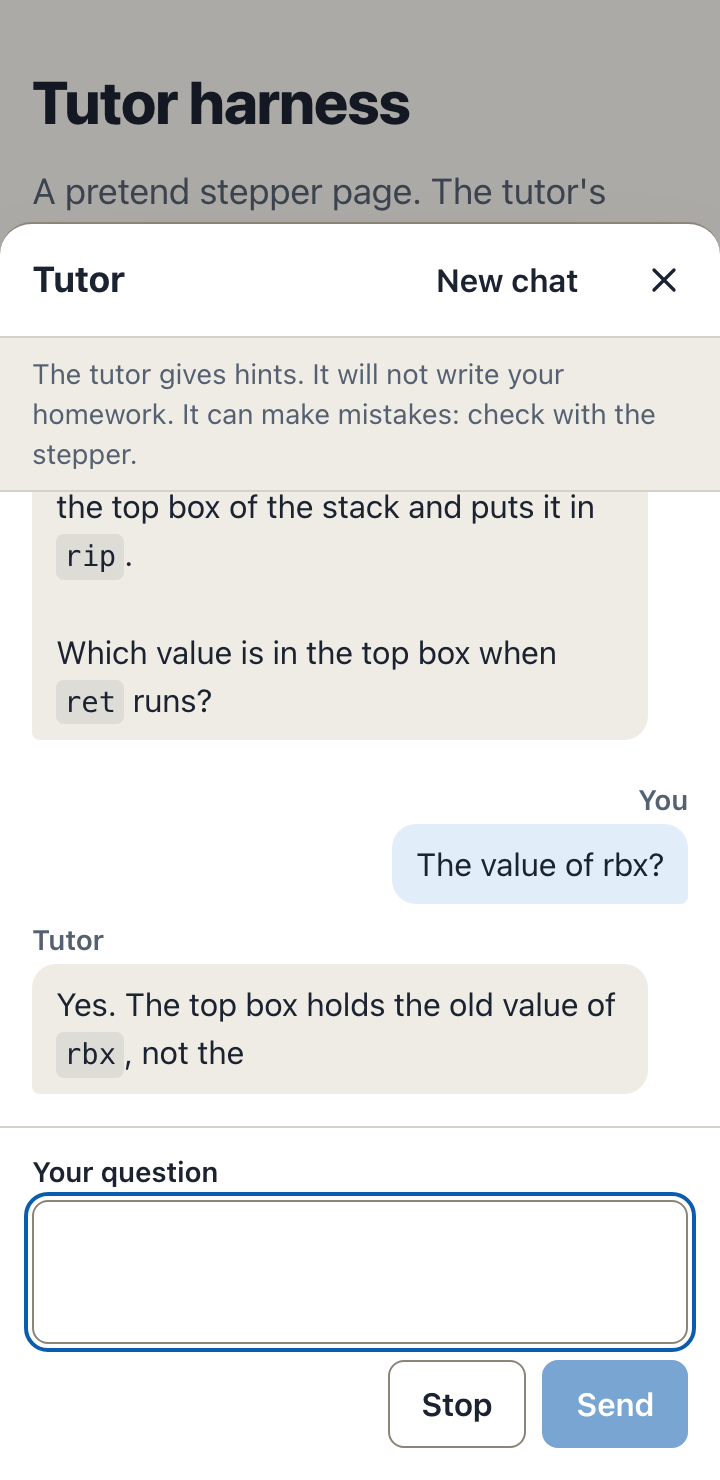 Tutor harness
A pretend stepper page. The tutor's
Tutor
New chat
The tutor gives hints. It will not write your
homework. It can make mistakes: check with the
stepper.
the top box of the stack and puts it in
rip.
Which value is in the top box when
ret runs?
You
The value of rbx?
Tutor
Yes. The top box holds the old value of
rbx, not the
Your question
Stop
Send